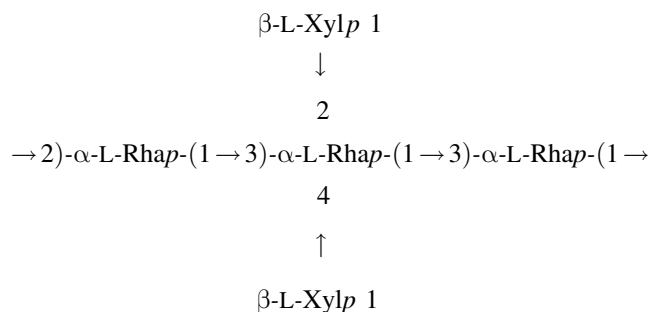 β-L-Xylp 1
↓
2
→2)-α-L-Rhap-(1→3)-α-L-Rhap-(1→3)-α-L-Rhap-(1→
4
↑
β-L-Xylp 1